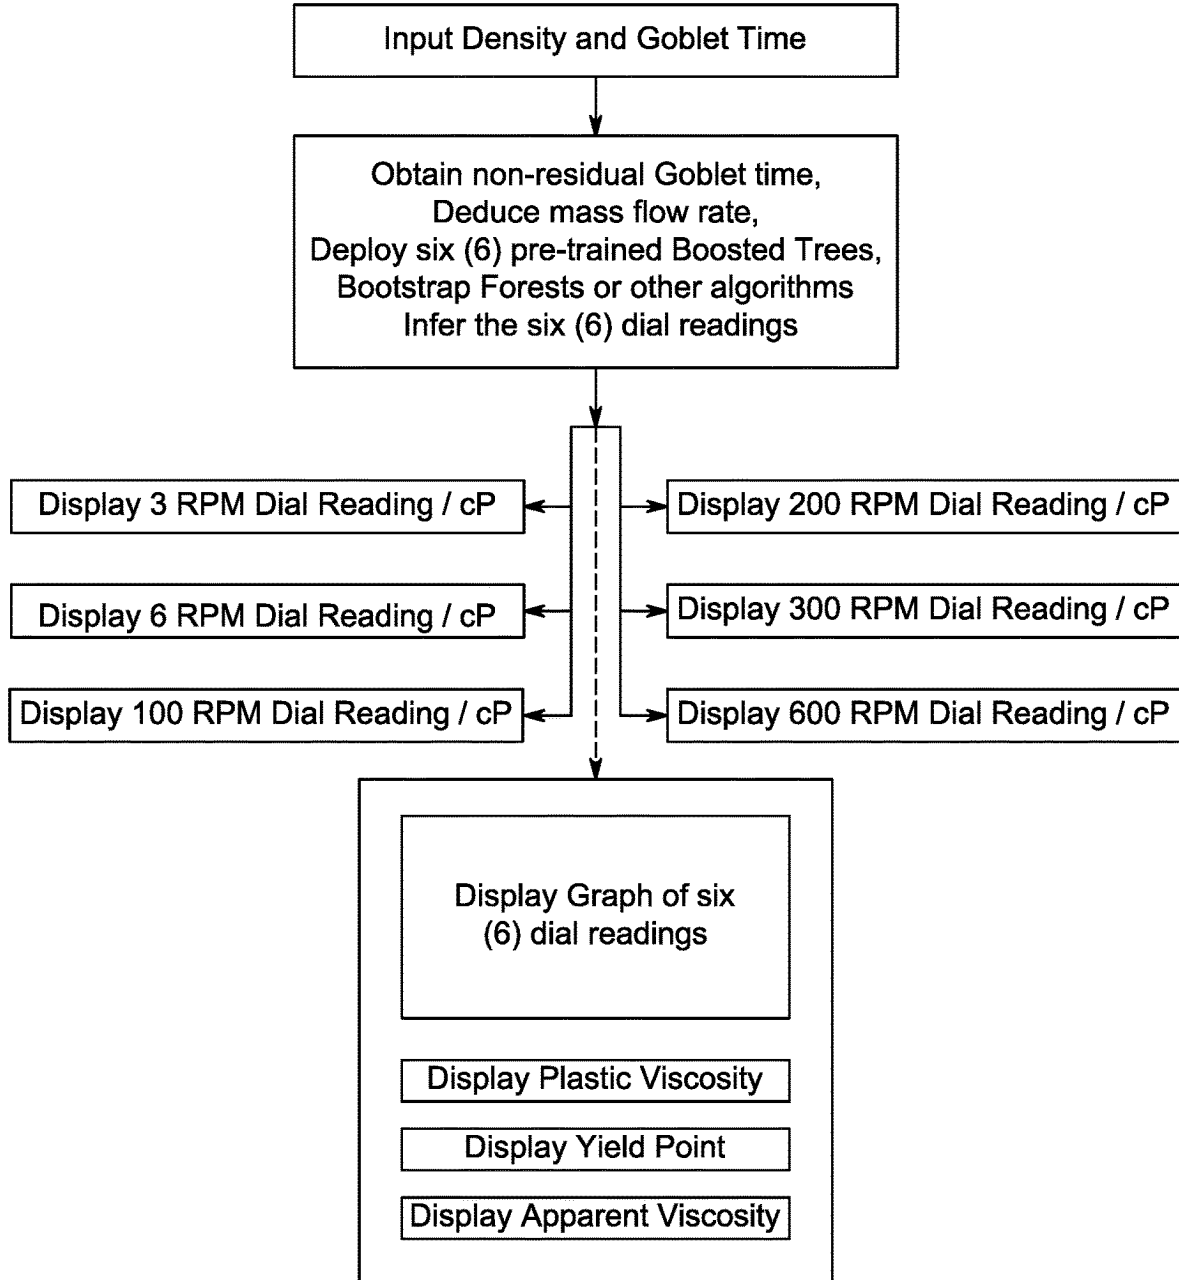 Input Density and Goblet Time
Obtain non-residual Goblet time,
Deduce mass flow rate,
Deploy six (6) pre-trained Boosted Trees,
Bootstrap Forests or other algorithms
Infer the six (6) dial readings
Display 3 RPM Dial Reading / cP
Display 200 RPM Dial Reading / cP
Display 6 RPM Dial Reading / cP
Display 300 RPM Dial Reading / cP
Display 100 RPM Dial Reading / cP
Display 600 RPM Dial Reading / cP
Display Graph of six
(6) dial readings
Display Plastic Viscosity
Display Yield Point
Display Apparent Viscosity